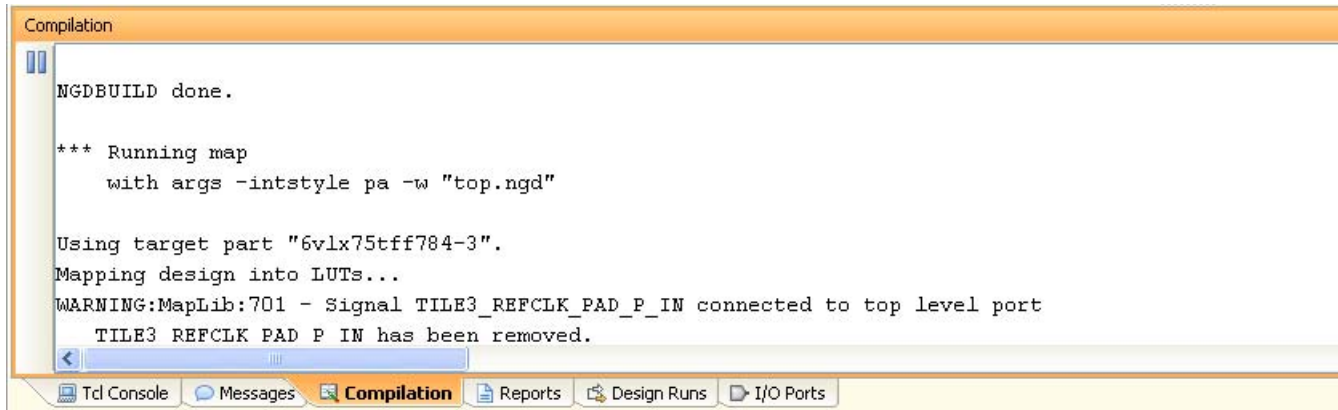 Compilation
NGDBUILD done.
*** Running map
with args -intstyle pa -w "top.ngd"
Using target part "6vlx75tff784-3".
Mapping design into LUTs...
WARNING:MapLib:701 - Signal TILE3_REFCLK_PAD_P_IN connected to top level port
TILE3_REFCLK_PAD_P_IN has been removed.
Tcl Console Messages Compilation Reports Design Runs I/O Ports